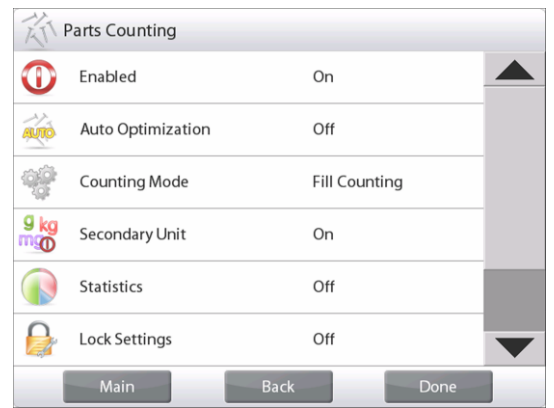 Parts Counting
Enabled On
AUTO Auto Optimization Off
Counting Mode Fill Counting
g kg
mg Secondary Unit On
Statistics Off
Lock Settings Off
Main Back Done